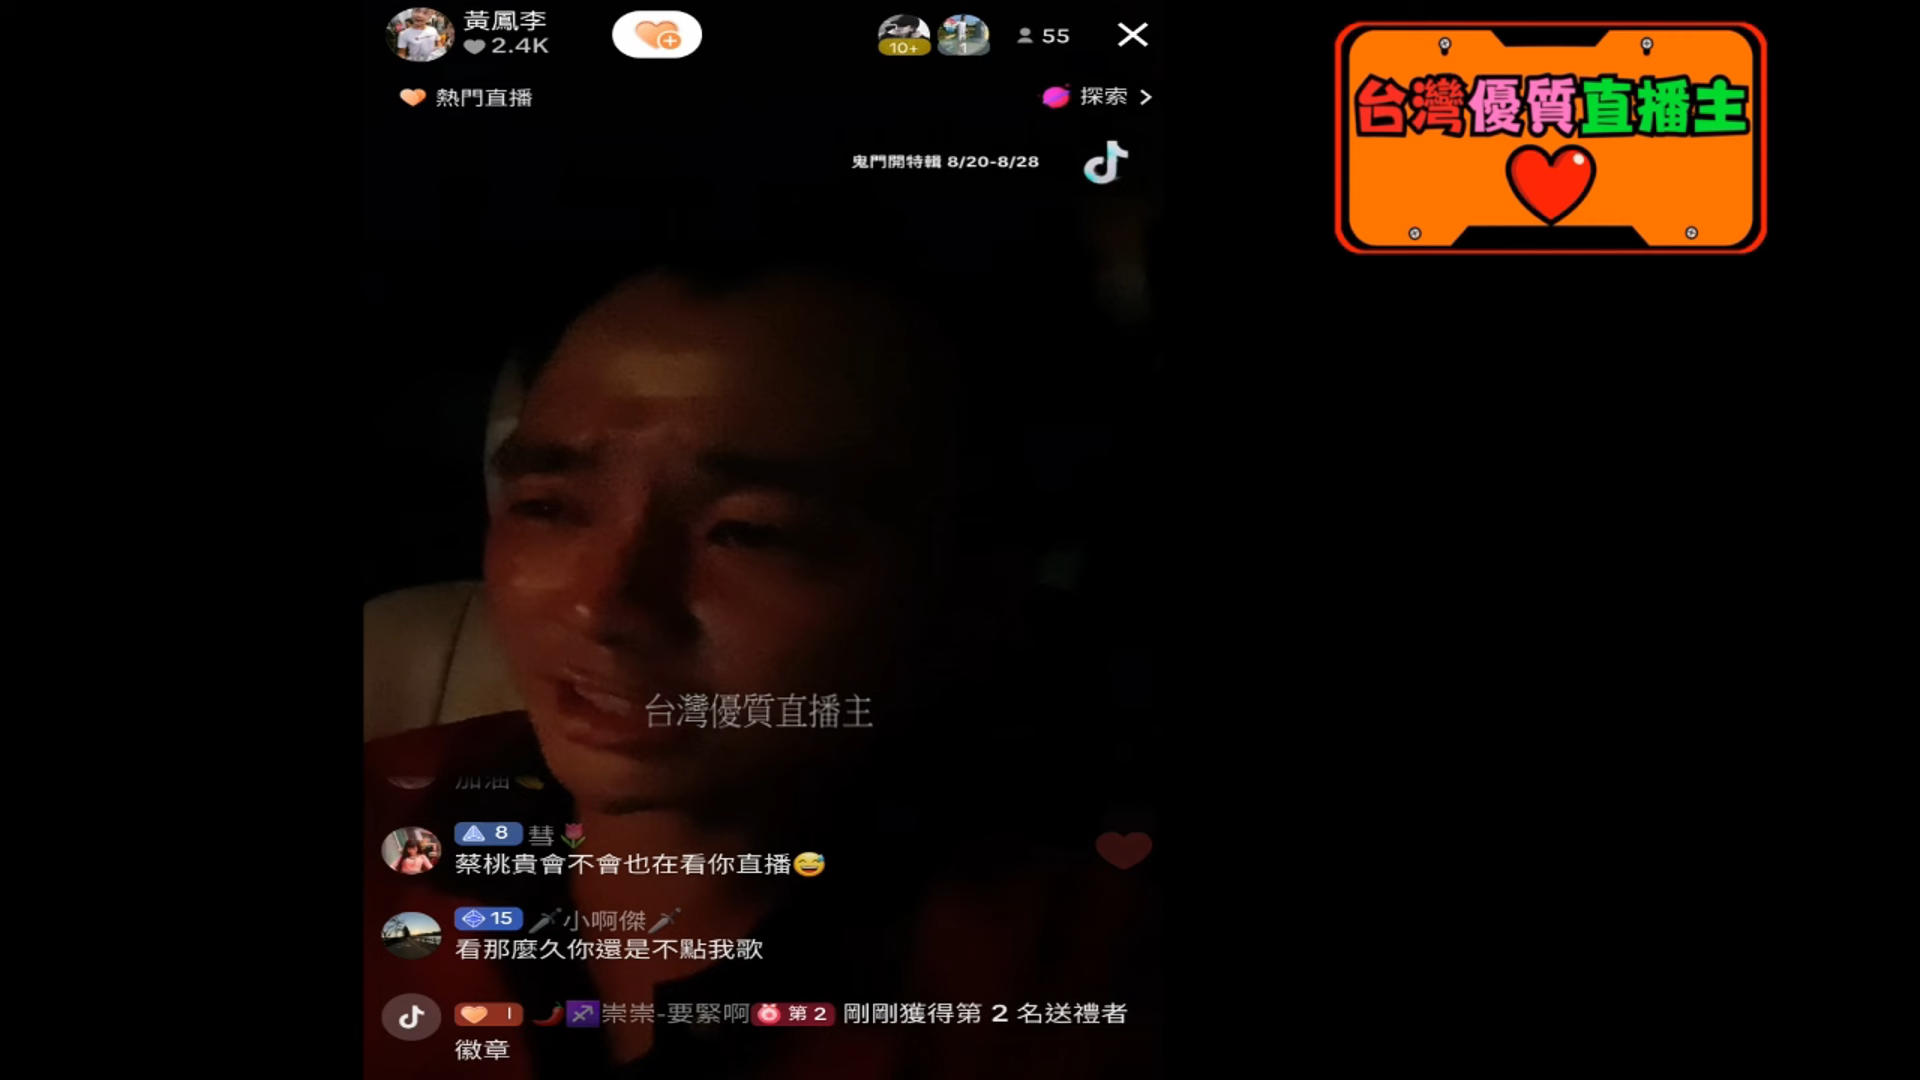 黃鳳李
2.4K
10+
1
55
熱門直播
探索
鬼門開特輯 8/20-8/28
台灣優質直播主
台灣優質直播主
加油
8 彗
蔡桃貴會不會也在看你直播😅
15 🗡小啊傑🗡
看那麼久你還是不點我歌
I 🌶♐崇崇-要緊啊 第 2 剛剛獲得第 2 名送禮者
徽章